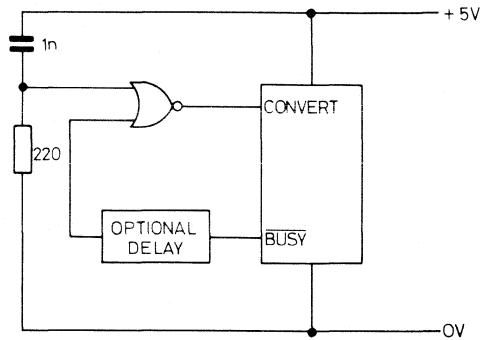 +5V
1n
CONVERT
220
OPTIONAL
DELAY
BUSY
0V